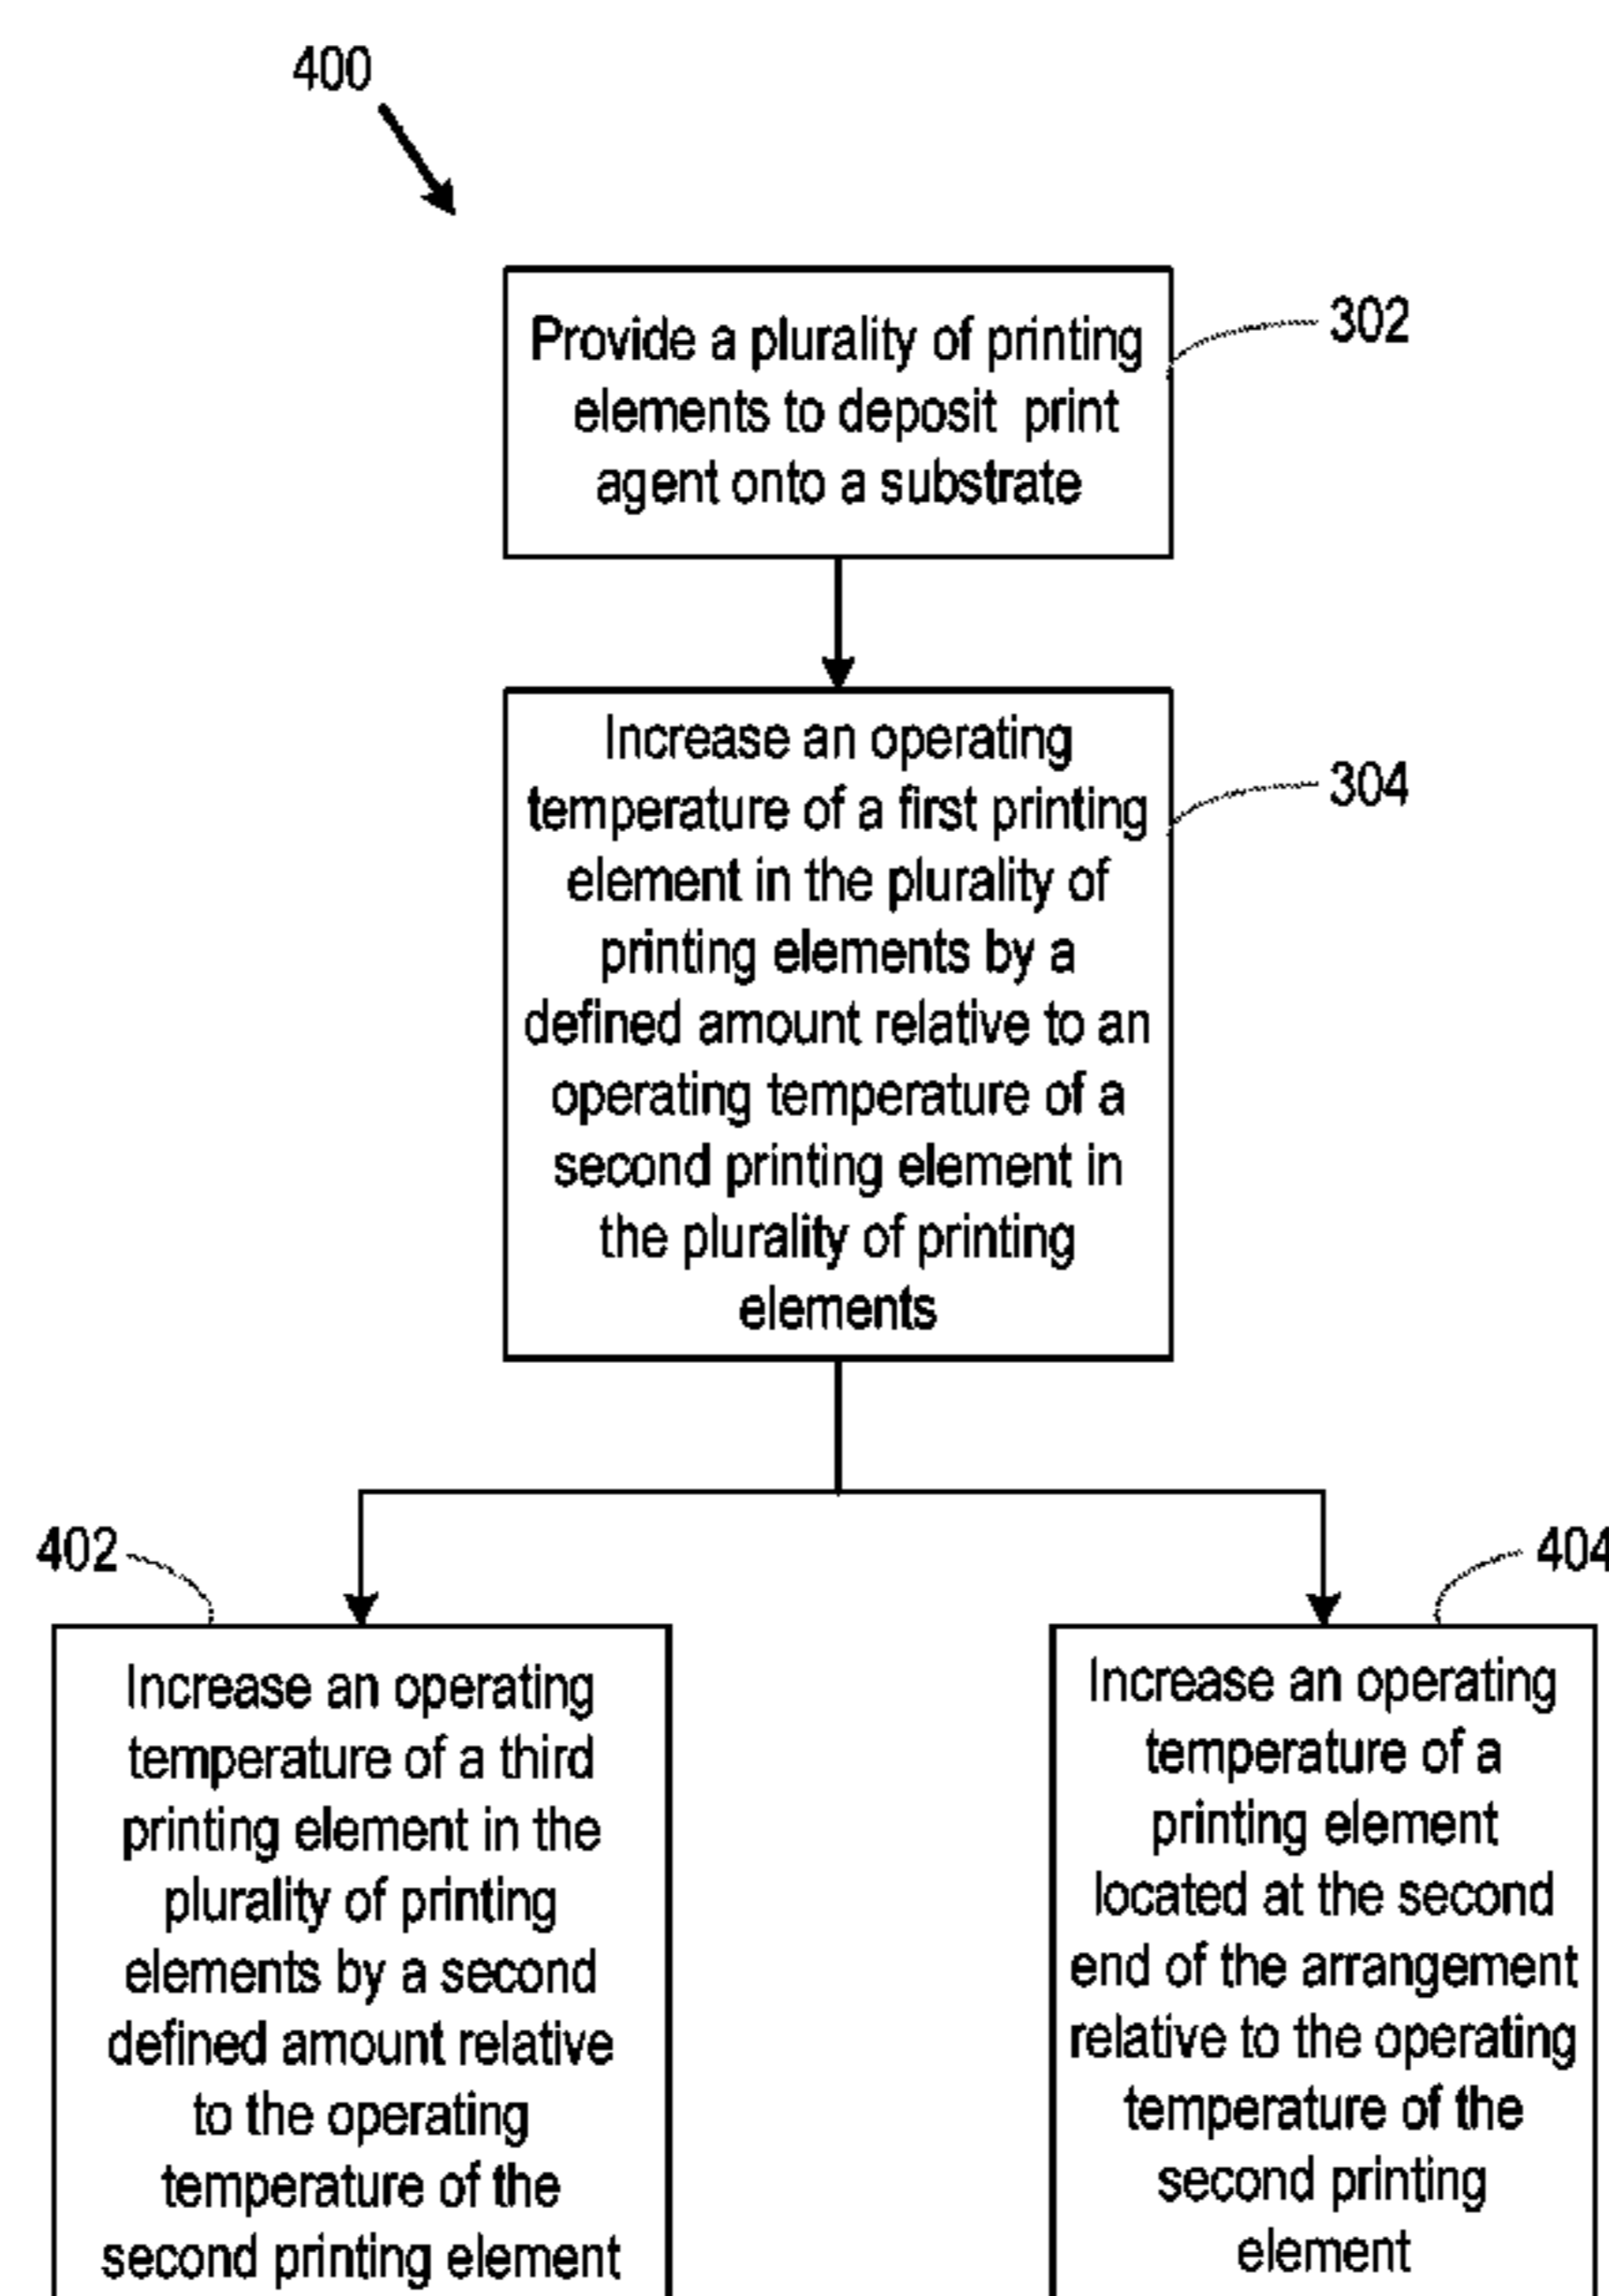 400
Provide a plurality of printing
elements to deposit print
agent onto a substrate
302
Increase an operating
temperature of a first printing
element in the plurality of
printing elements by a
defined amount relative to an
operating temperature of a
second printing element in
the plurality of printing
elements
304
402
Increase an operating
temperature of a third
printing element in the
plurality of printing
elements by a second
defined amount relative
to the operating
temperature of the
second printing element
404
Increase an operating
temperature of a
printing element
located at the second
end of the arrangement
relative to the operating
temperature of the
second printing
element